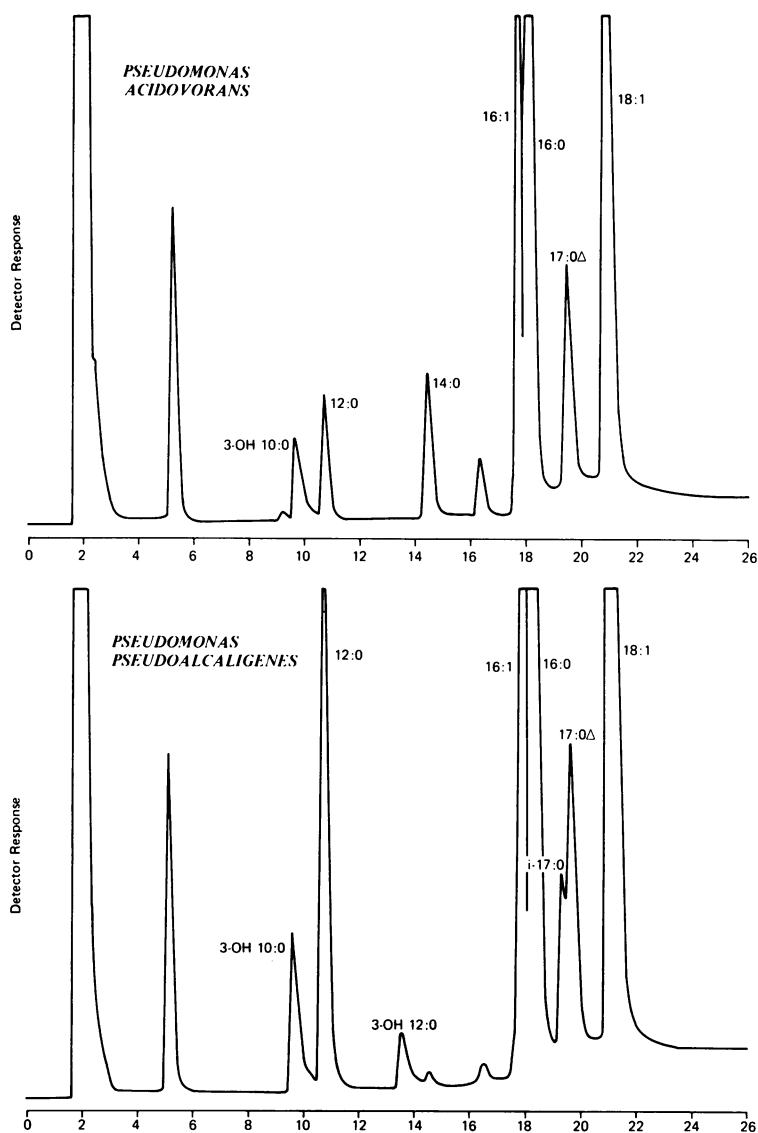 PSEUDOMONAS
ACIDOVORANS
Detector Response
16:1
16:0
18:1
17:0Δ
14:0
12:0
3-OH 10:0
0 2 4 6 8 10 12 14 16 18 20 22 24 26
PSEUDOMONAS
PSEUDOALCALIGENES
Detector Response
12:0
16:1
16:0
18:1
17:0Δ
i-17:0
3-OH 10:0
3-OH 12:0
0 2 4 6 8 10 12 14 16 18 20 22 24 26